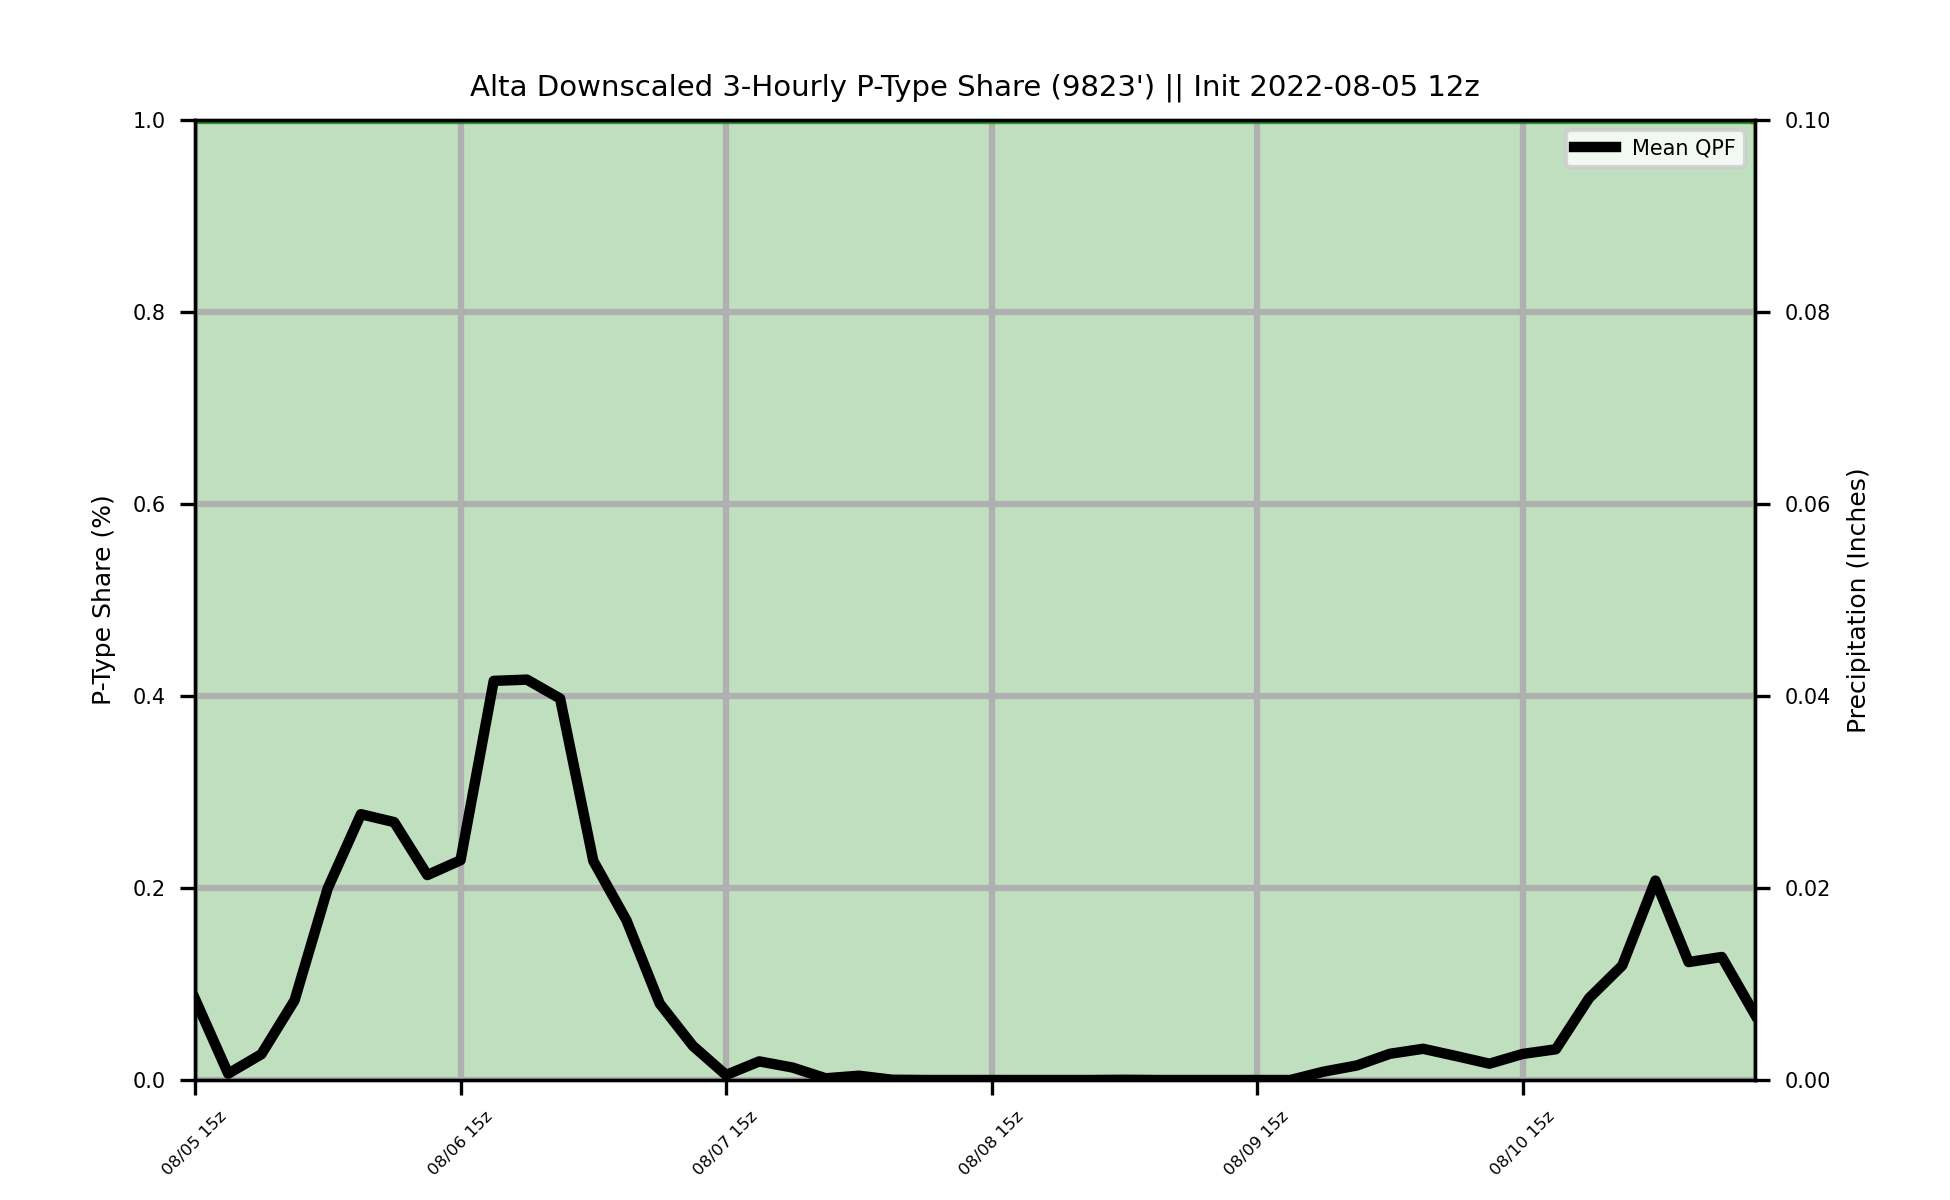 Alta Downscaled 3-Hourly P-Type Share (9823') || Init 2022-08-05 12z
Mean QPF
P-Type Share (%)
1.0
0.8
0.6
0.4
0.2
0.0
0.10
0.08
0.06
0.04
0.02
0.00
Precipitation (Inches)
08/05 15z
08/06 15z
08/07 15z
08/08 15z
08/09 15z
08/10 15z